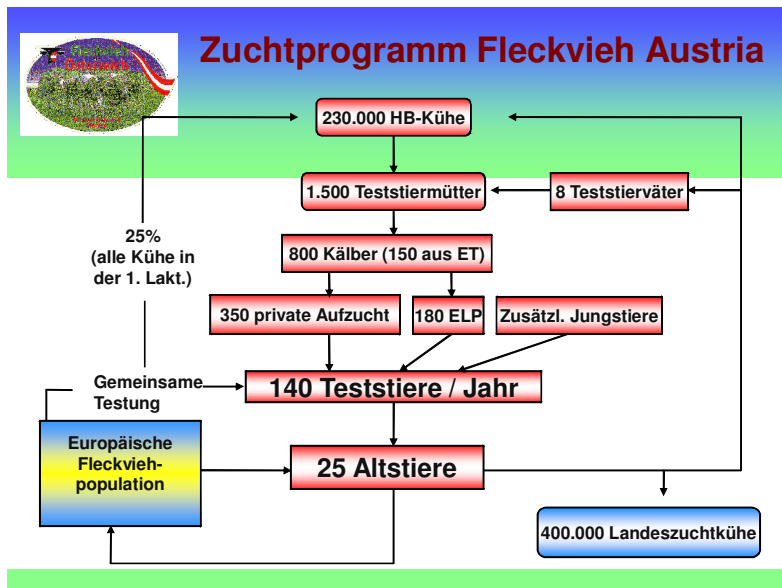 Zuchtprogramm Fleckvieh Austria
Fleckvieh
Österreich
230.000 HB-Kühe
1.500 Teststiermütter
8 Teststierväter
25%
(alle Kühe in
der 1. Lakt.)
800 Kälber (150 aus ET)
350 private Aufzucht
180 ELP
Zusätzl. Jungstiere
Gemeinsame
Testung
140 Teststiere / Jahr
Europäische
Fleckvieh-
population
25 Altstiere
400.000 Landeszuchtkühe